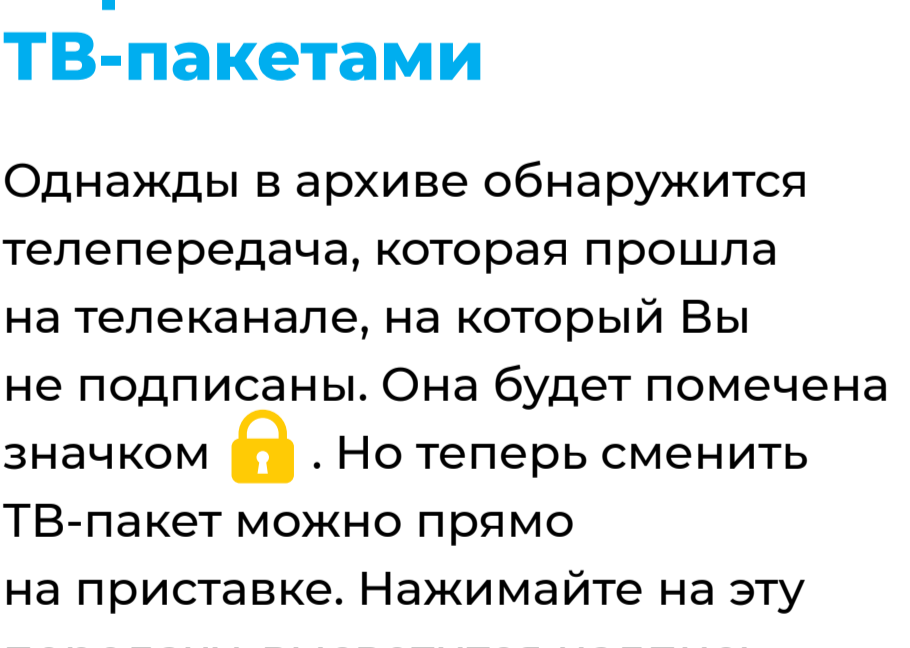 ТВ-пакетами
Однажды в архиве обнаружится
телепередача, которая прошла
на телеканале, на который Вы
не подписаны. Она будет помечена
значком . Но теперь сменить
ТВ-пакет можно прямо
на приставке. Нажимайте на эту